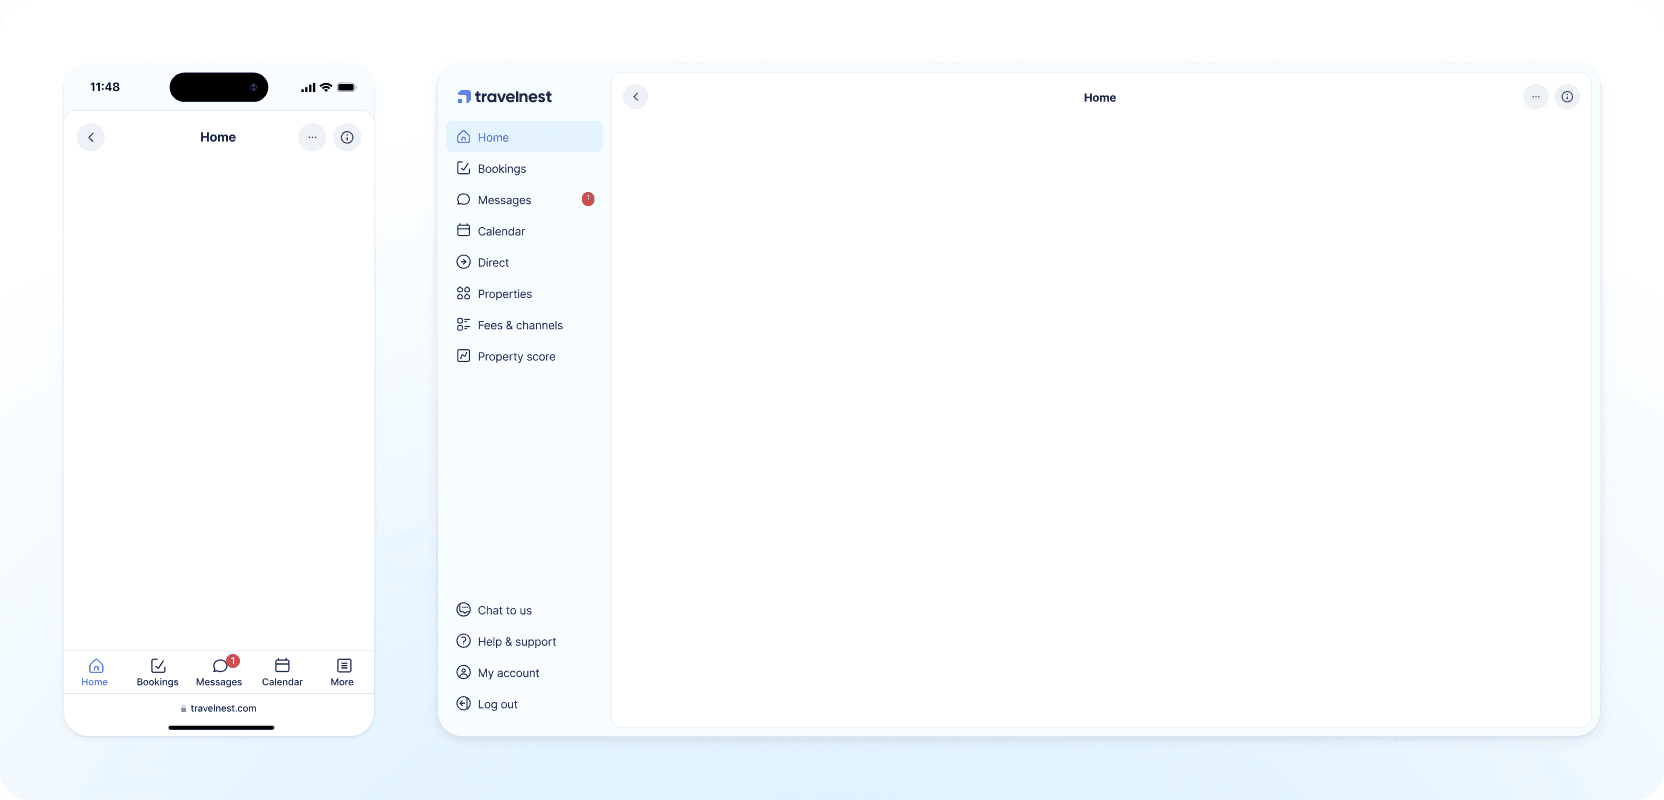 11:48
Home
1
Home
Bookings
Messages
Calendar
More
travelnest.com
travelnest
Home
Bookings
Messages
1
Calendar
Direct
Properties
Fees & channels
Property score
Chat to us
Help & support
My account
Log out
Home